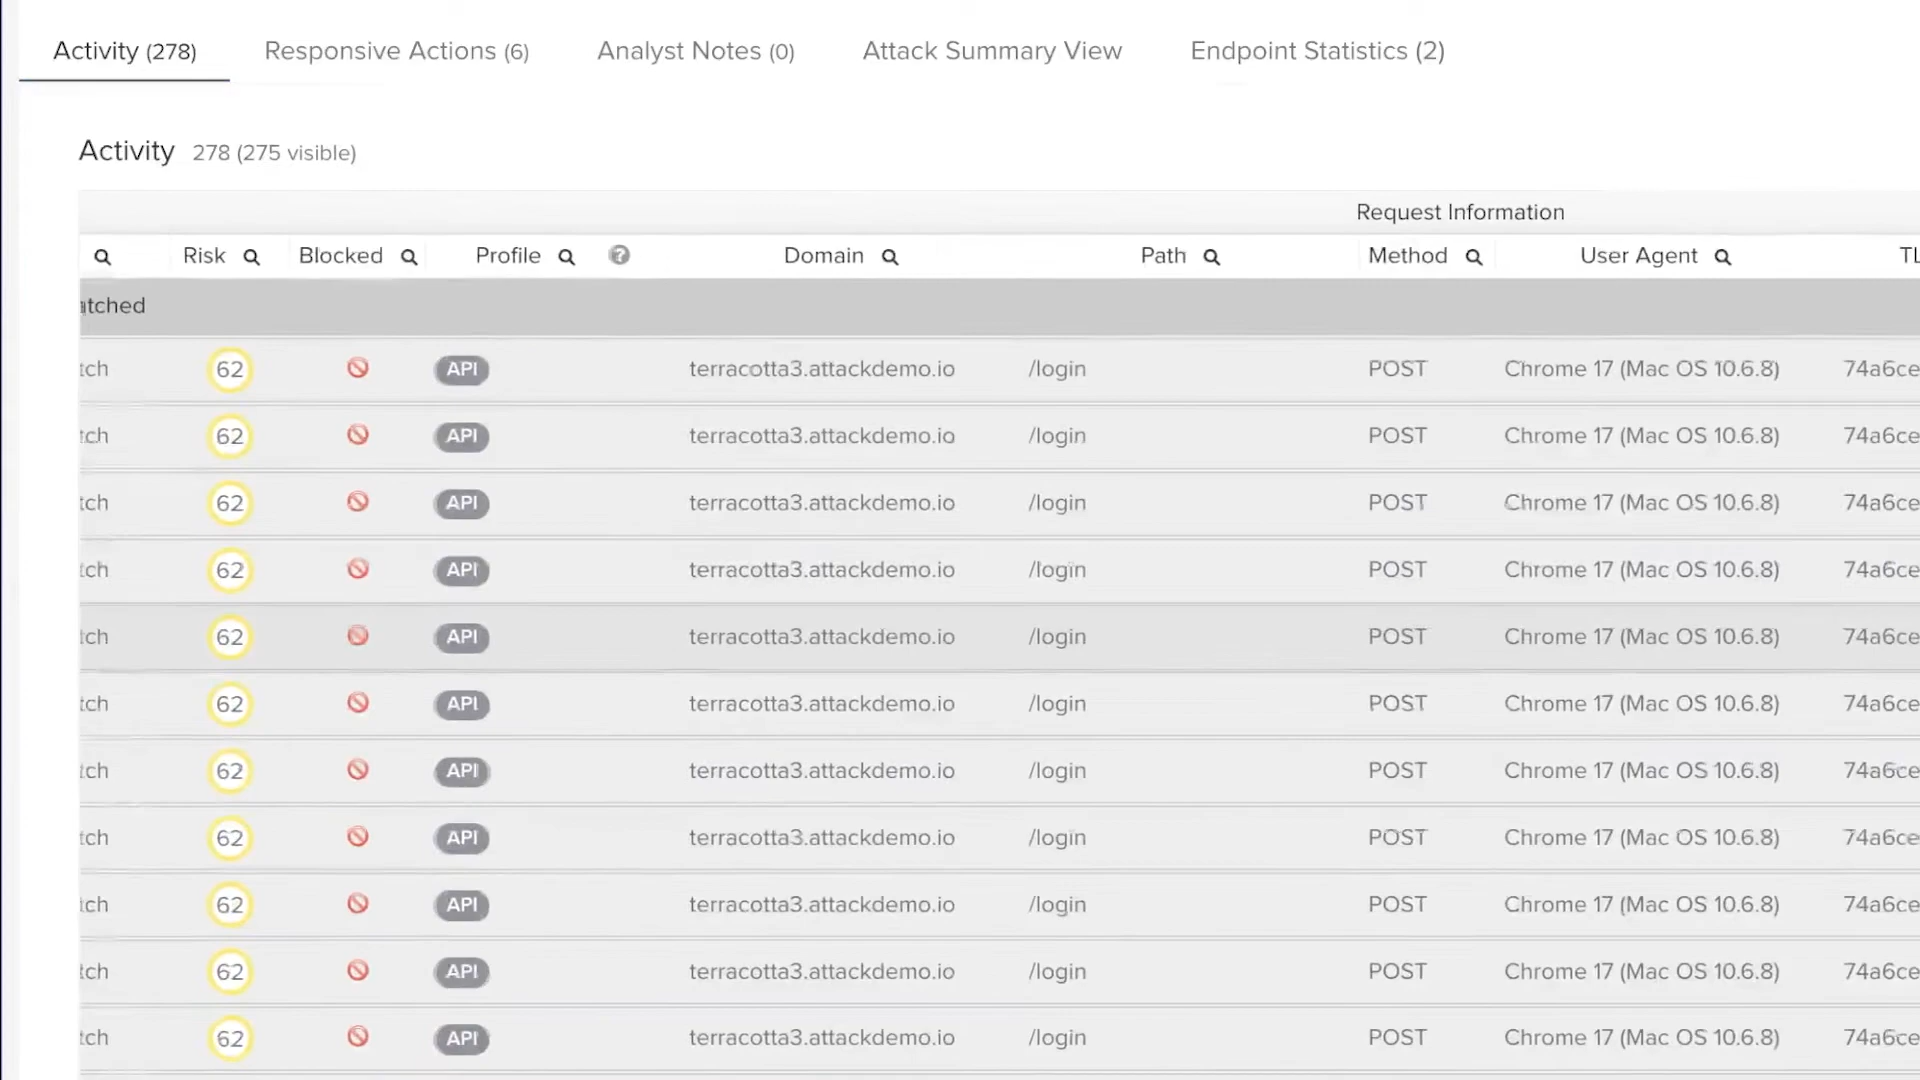 Activity (278) Responsive Actions (6) Analyst Notes (0) Attack Summary View Endpoint Statistics (2)
Activity 278 (275 visible)
Request Information
Risk Blocked Profile ? Domain Path Method User Agent TL
atched
tch 62 API terracotta3.attackdemo.io /login POST Chrome 17 (Mac OS 10.6.8) 74a6ce
tch 62 API terracotta3.attackdemo.io /login POST Chrome 17 (Mac OS 10.6.8) 74a6ce
tch 62 API terracotta3.attackdemo.io /login POST Chrome 17 (Mac OS 10.6.8) 74a6ce
tch 62 API terracotta3.attackdemo.io /login POST Chrome 17 (Mac OS 10.6.8) 74a6ce
tch 62 API terracotta3.attackdemo.io /login POST Chrome 17 (Mac OS 10.6.8) 74a6ce
tch 62 API terracotta3.attackdemo.io /login POST Chrome 17 (Mac OS 10.6.8) 74a6ce
tch 62 API terracotta3.attackdemo.io /login POST Chrome 17 (Mac OS 10.6.8) 74a6ce
tch 62 API terracotta3.attackdemo.io /login POST Chrome 17 (Mac OS 10.6.8) 74a6ce
tch 62 API terracotta3.attackdemo.io /login POST Chrome 17 (Mac OS 10.6.8) 74a6ce
tch 62 API terracotta3.attackdemo.io /login POST Chrome 17 (Mac OS 10.6.8) 74a6ce
tch 62 API terracotta3.attackdemo.io /login POST Chrome 17 (Mac OS 10.6.8) 74a6ce